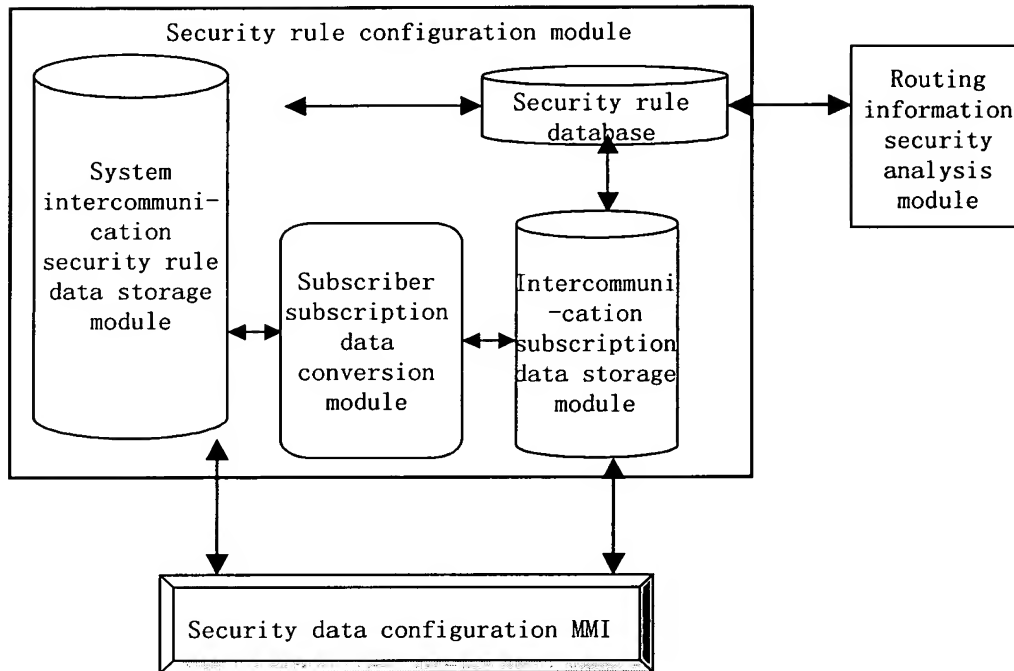 Security rule configuration module
System
intercommuni-
cation
security rule
data storage
module
Security rule
database
Routing
information
security
analysis
module
Subscriber
subscription
data
conversion
module
Intercommuni
-cation
subscription
data storage
module
Security data configuration MMI